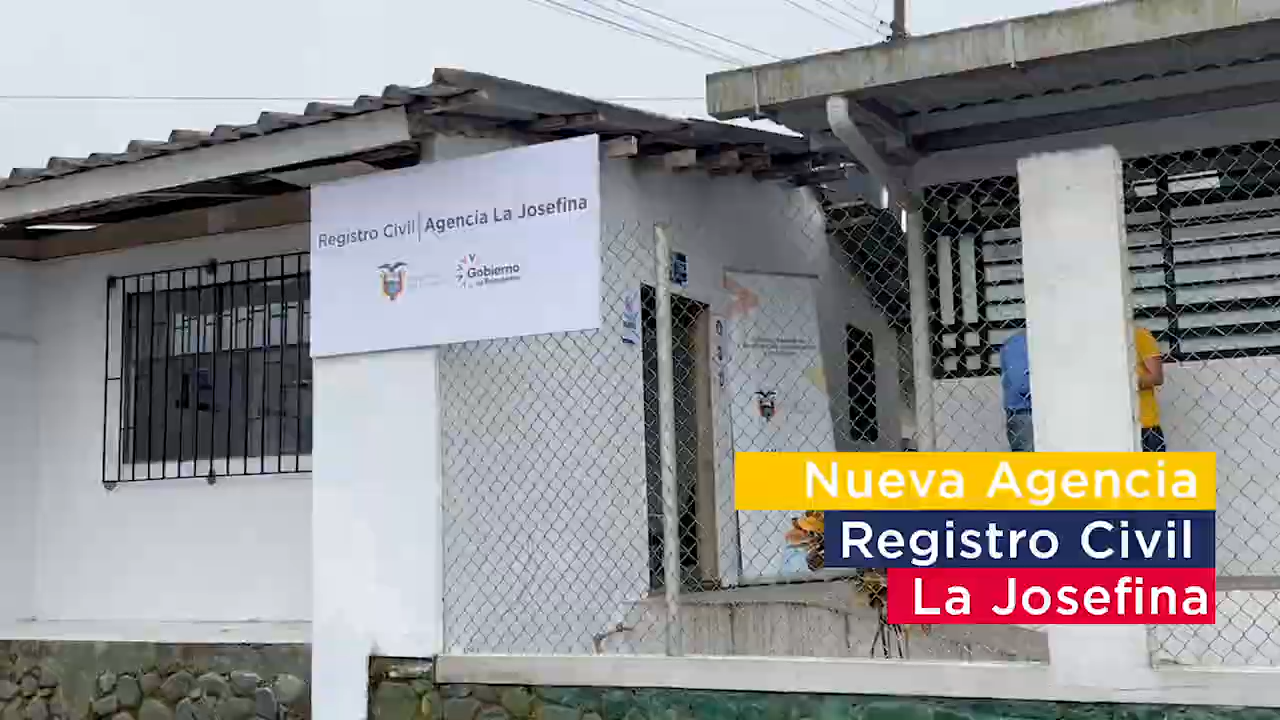 Registro Civil | Agencia La Josefina
Gobierno
Nueva Agencia
Registro Civil
La Josefina